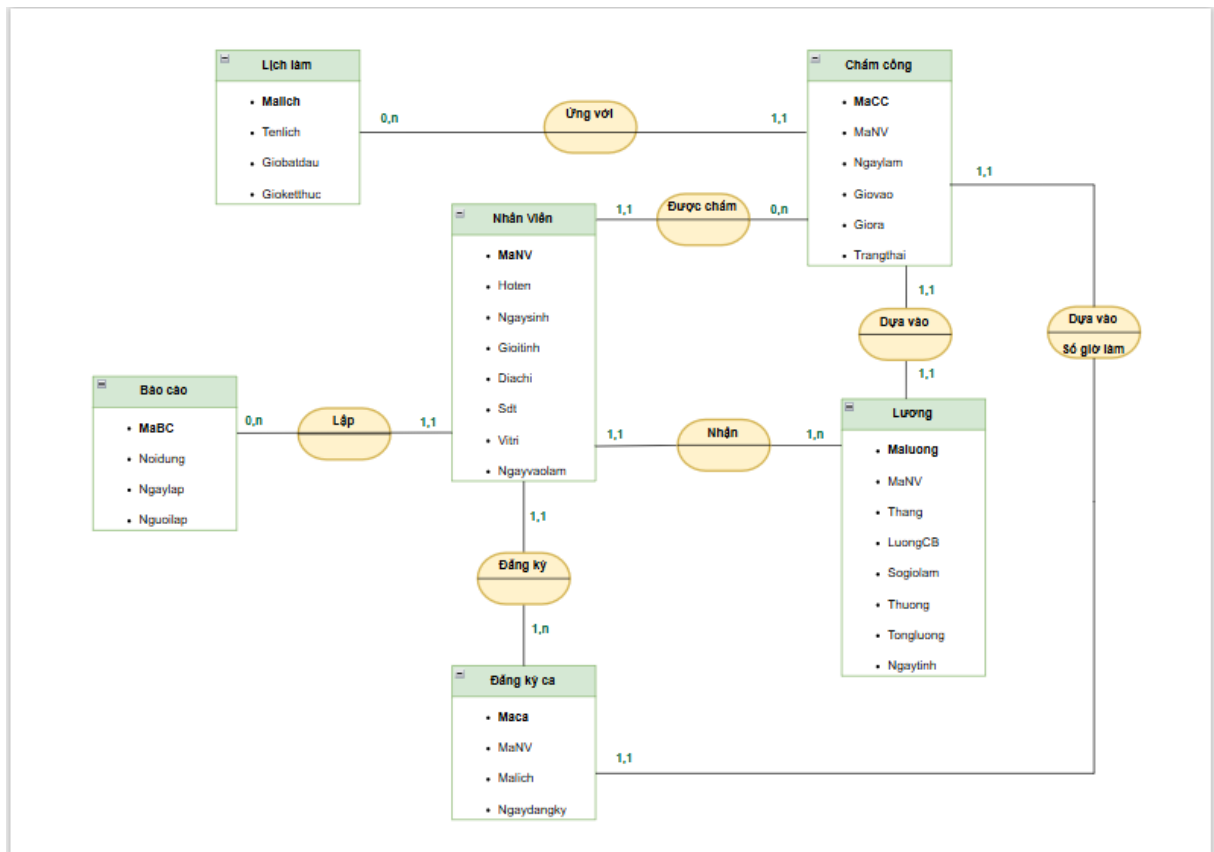 Lịch làm
Malich
Tenlich
Giobatdau
Gioketthuc
0,n
Ứng với
1,1
Chấm công
MaCC
MaNV
Ngaylam
Giovao
Giora
Trangthai
1,1
Nhân Viên
MaNV
Hoten
Ngaysinh
Gioitinh
Diachi
Sdt
Vitri
Ngayvaolam
1,1
Được chấm
0,n
1,1
Dựa vào
1,1
Dựa vào
Số giờ làm
Báo cáo
MaBC
Noidung
Ngaylap
Nguoilap
0,n
Lập
1,1
1,1
Nhận
1,n
Lương
Maluong
MaNV
Thang
LuongCB
Sogiolam
Thuong
Tongluong
Ngaytinh
1,1
Đăng ký
1,n
Đăng ký ca
Maca
MaNV
Malich
Ngaydangky
1,1